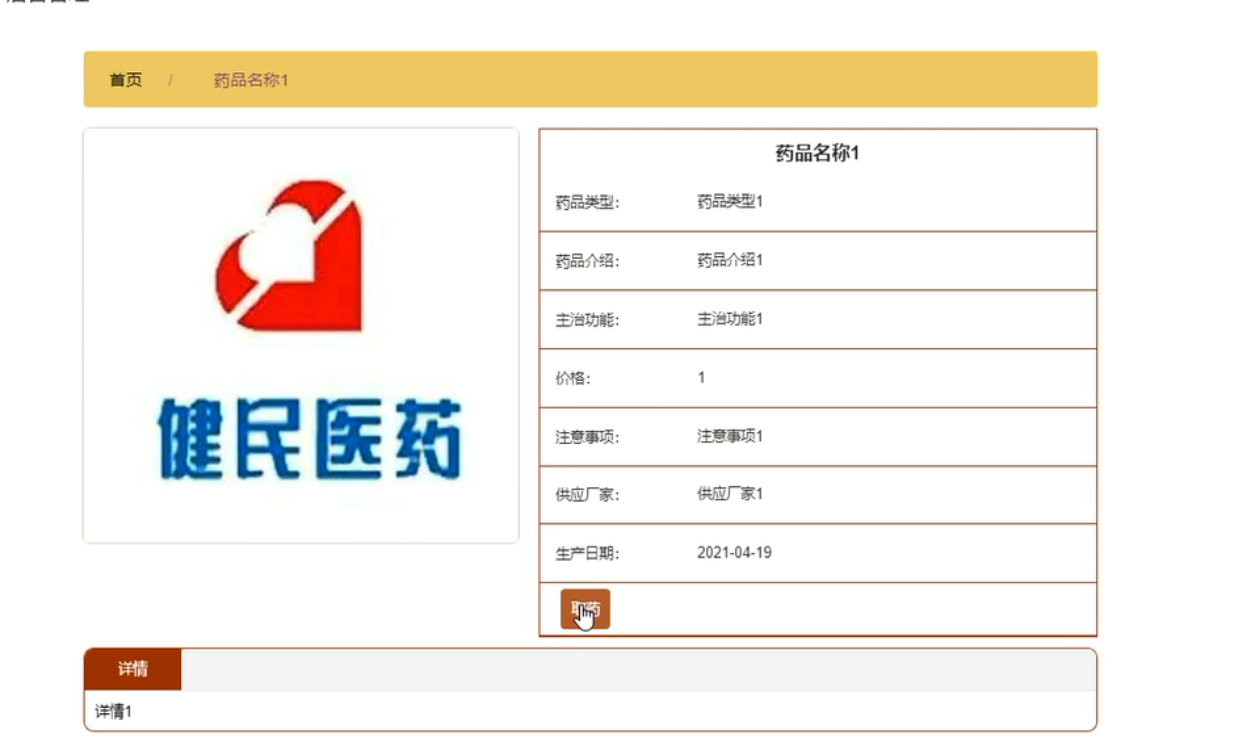 首页 / 药品名称1
健民医药
药品名称1
药品类型： 药品类型1
药品介绍： 药品介绍1
主治功能： 主治功能1
价格： 1
注意事项： 注意事项1
供应厂家： 供应厂家1
生产日期： 2021-04-19
取药
详情
详情1